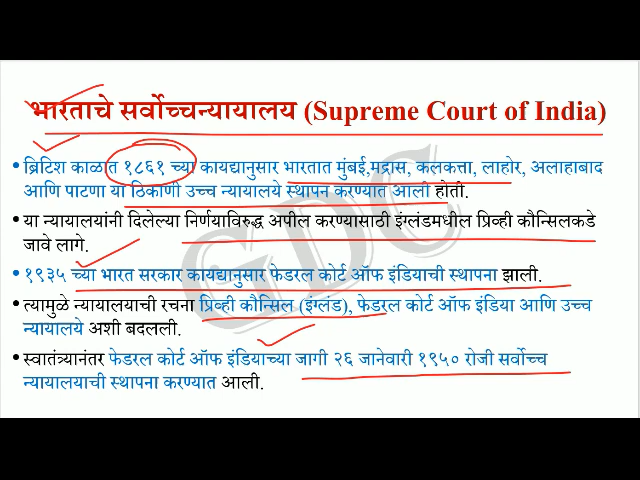 भारताचे सर्वोच्चन्यायालय (Supreme Court of India)
• ब्रिटिश काळात १८६१ च्या कायद्यानुसार भारतात मुंबई,मद्रास, कलकत्ता, लाहोर, अलाहाबाद
आणि पाटणा या ठिकाणी उच्च न्यायालये स्थापन करण्यात आली होती.
• या न्यायालयांनी दिलेल्या निर्णयाविरुद्ध अपील करण्यासाठी इंग्लंडमधील प्रिव्ही कौन्सिलकडे
जावे लागे.
• १९३५ च्या भारत सरकार कायद्यानुसार फेडरल कोर्ट ऑफ इंडियाची स्थापना झाली.
• त्यामुळे न्यायालयाची रचना प्रिव्ही कौन्सिल (इंग्लंड), फेडरल कोर्ट ऑफ इंडिया आणि उच्च
न्यायालये अशी बदलली.
• स्वातंत्र्यानंतर फेडरल कोर्ट ऑफ इंडियाच्या जागी २६ जानेवारी १९५० रोजी सर्वोच्च
न्यायालयाची स्थापना करण्यात आली.
GDC